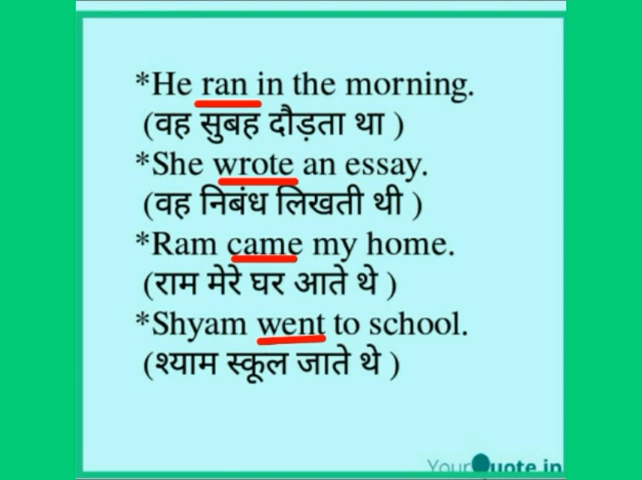 *He ran in the morning.
(वह सुबह दौड़ता था )
*She wrote an essay.
(वह निबंध लिखती थी )
*Ram came my home.
(राम मेरे घर आते थे )
*Shyam went to school.
(श्याम स्कूल जाते थे )
YourQuote.in